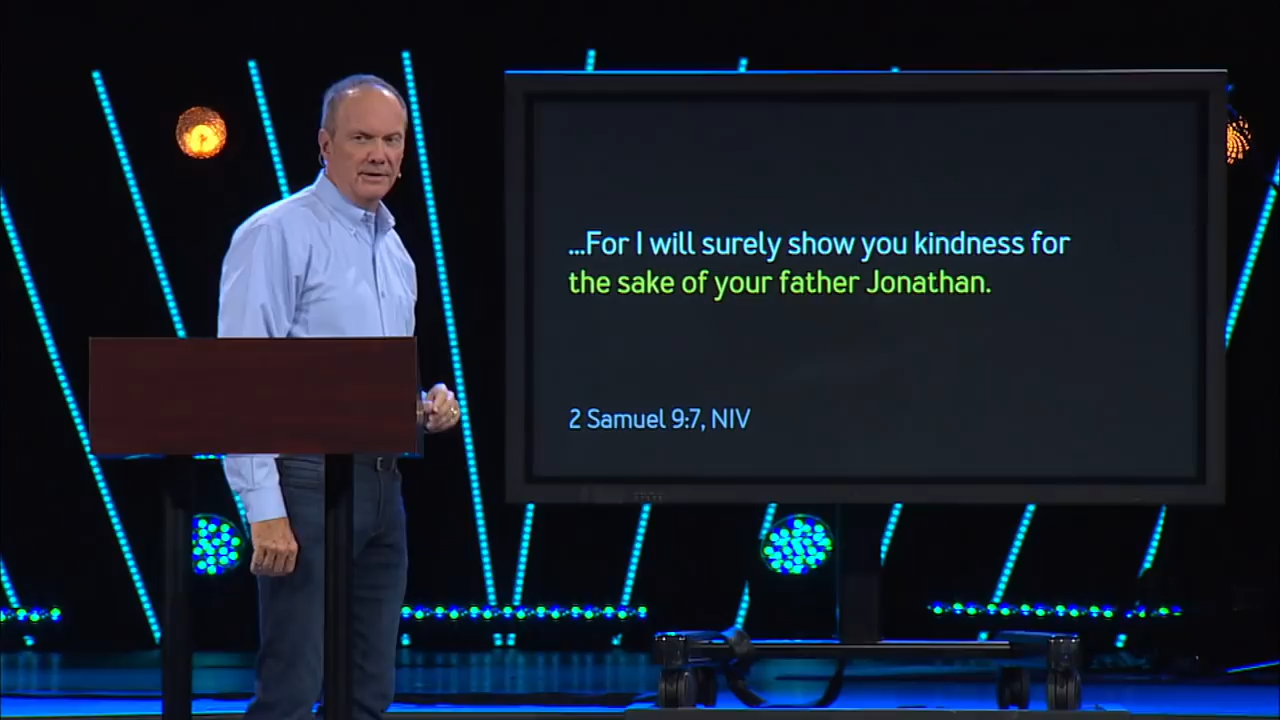 ...For I will surely show you kindness for
the sake of your father Jonathan.
2 Samuel 9:7, NIV